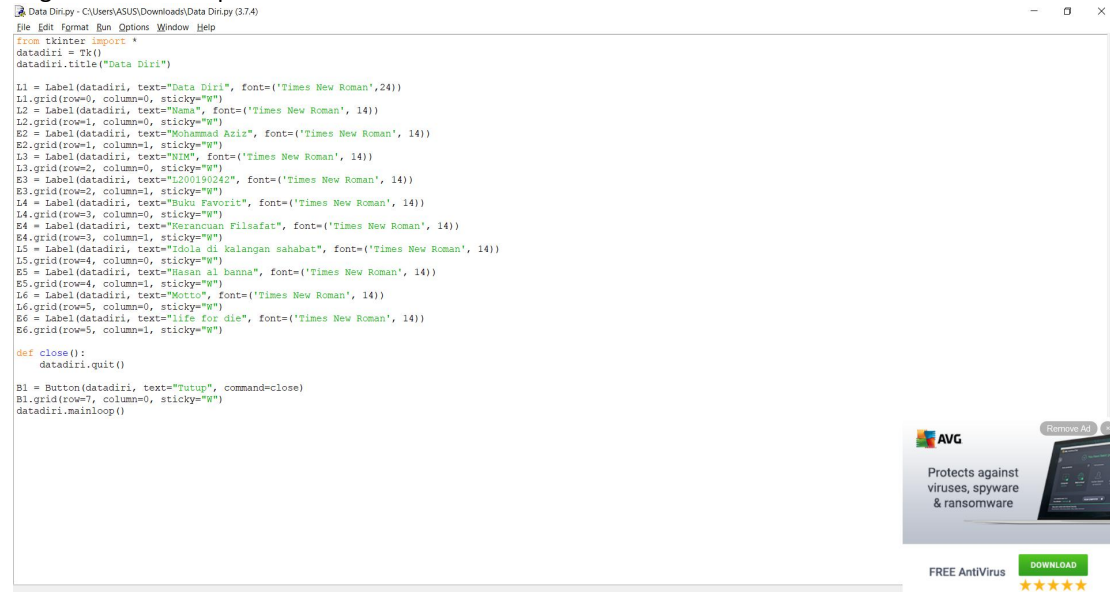 Data Diri.py - C:\Users\ASUS\Downloads\Data Diri.py (3.7.4)
File Edit Format Run Options Window Help
from tkinter import *
datadiri = Tk()
datadiri.title("Data Diri")

L1 = Label(datadiri, text="Data Diri", font=('Times New Roman',24))
L1.grid(row=0, column=0, sticky="W")
L2 = Label(datadiri, text="Nama", font=('Times New Roman', 14))
L2.grid(row=1, column=0, sticky="W")
E2 = Label(datadiri, text="Mohammad Aziz", font=('Times New Roman', 14))
E2.grid(row=1, column=1, sticky="W")
L3 = Label(datadiri, text="NIM", font=('Times New Roman', 14))
L3.grid(row=2, column=0, sticky="W")
E3 = Label(datadiri, text="L200190242", font=('Times New Roman', 14))
E3.grid(row=2, column=1, sticky="W")
L4 = Label(datadiri, text="Buku Favorit", font=('Times New Roman', 14))
L4.grid(row=3, column=0, sticky="W")
E4 = Label(datadiri, text="Kerancuan Filsafat", font=('Times New Roman', 14))
E4.grid(row=3, column=1, sticky="W")
L5 = Label(datadiri, text="Idola di kalangan sahabat", font=('Times New Roman', 14))
L5.grid(row=4, column=0, sticky="W")
E5 = Label(datadiri, text="Hasan al banna", font=('Times New Roman', 14))
E5.grid(row=4, column=1, sticky="W")
L6 = Label(datadiri, text="Motto", font=('Times New Roman', 14))
L6.grid(row=5, column=0, sticky="W")
E6 = Label(datadiri, text="life for die", font=('Times New Roman', 14))
E6.grid(row=5, column=1, sticky="W")

def close():
    datadiri.quit()

B1 = Button(datadiri, text="Tutup", command=close)
B1.grid(row=7, column=0, sticky="W")
datadiri.mainloop()
Remove Ad
AVG
Protects against
viruses, spyware
& ransomware
FREE AntiVirus
DOWNLOAD